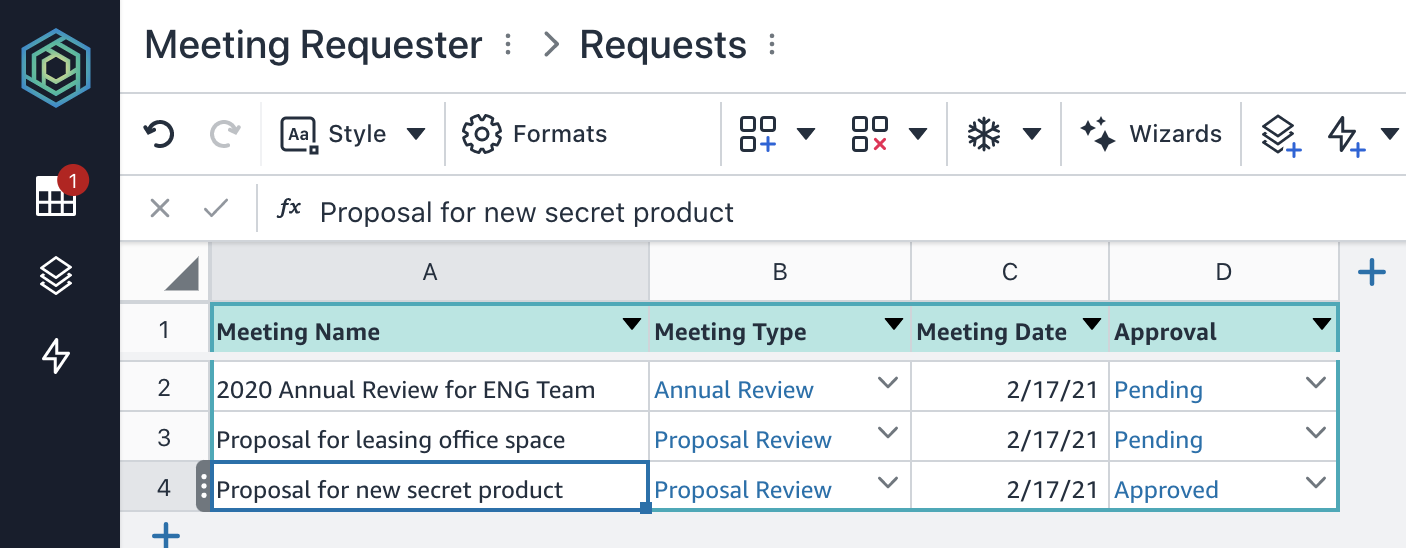 Meeting Requester > Requests
Aa Style Formats Wizards
1
fx Proposal for new secret product
A B C D
1 Meeting Name Meeting Type Meeting Date Approval
2 2020 Annual Review for ENG Team Annual Review 2/17/21 Pending
3 Proposal for leasing office space Proposal Review 2/17/21 Pending
4 Proposal for new secret product Proposal Review 2/17/21 Approved